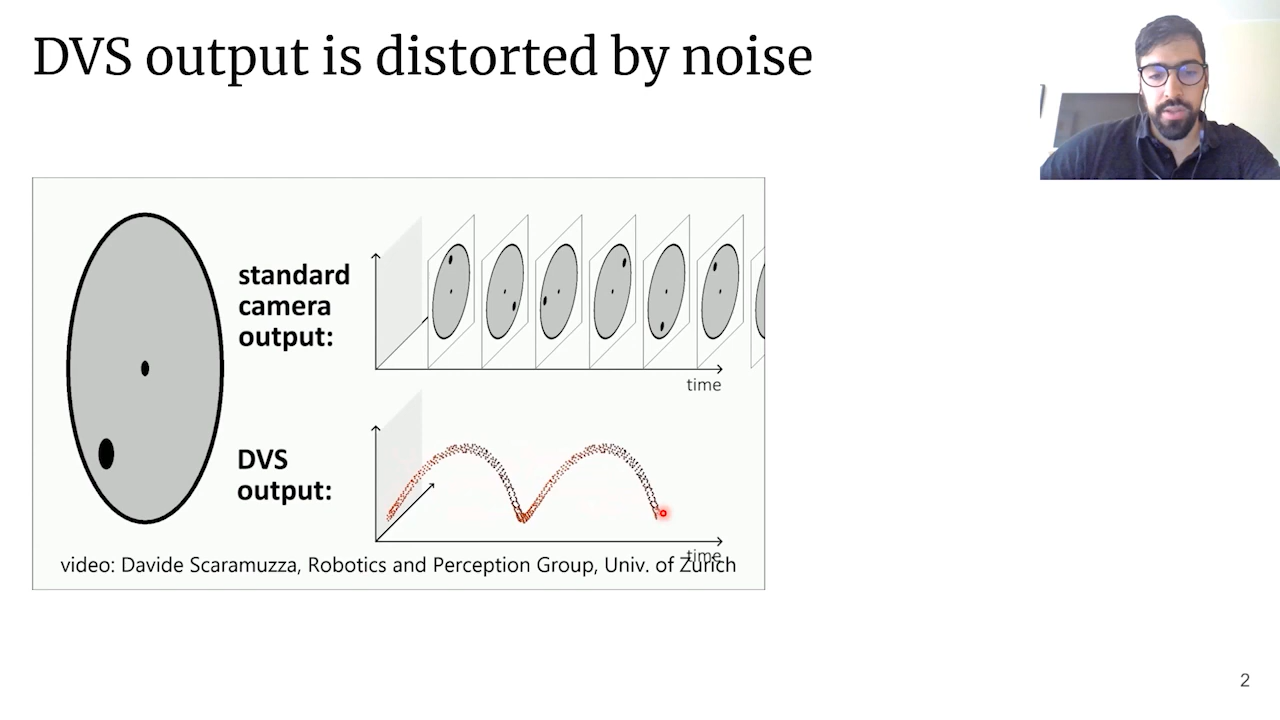 DVS output is distorted by noise
standard
camera
output:
time
DVS
output:
time
video: Davide Scaramuzza, Robotics and Perception Group, Univ. of Zurich
2